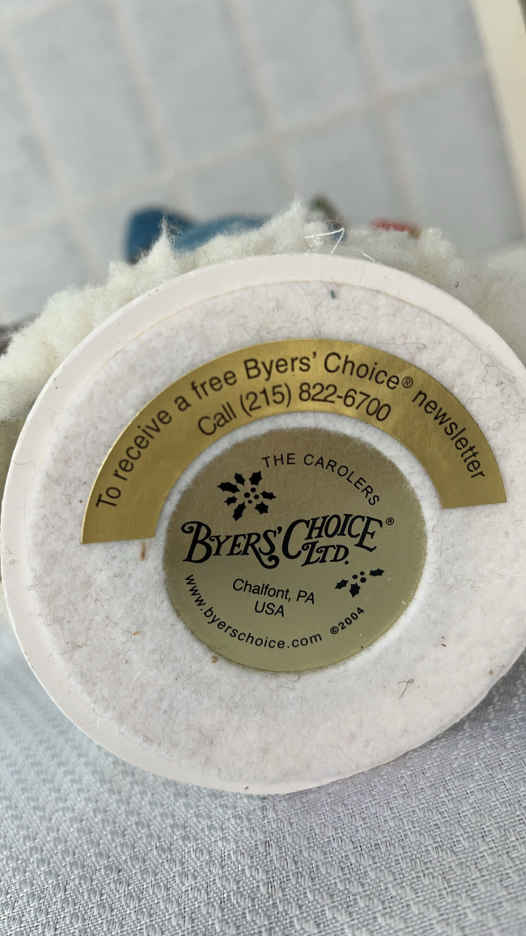 To receive a free Byers' Choice® newsletter
Call (215) 822-6700
THE CAROLERS
BYERS' CHOICE®
LTD.
Chalfont, PA
USA
www.byerschoice.com ©2004